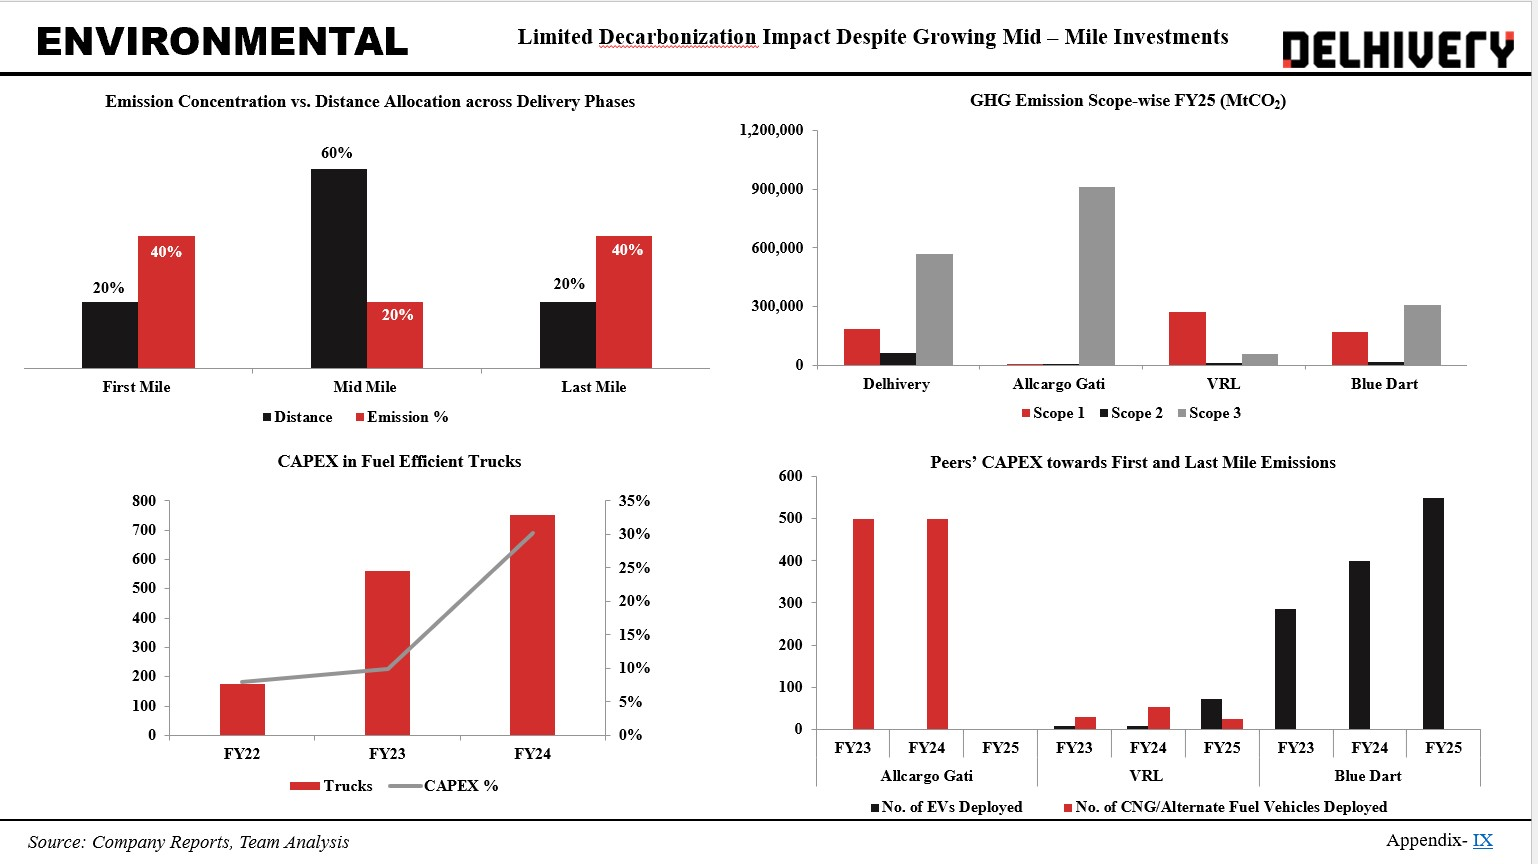 ENVIRONMENTAL
Limited Decarbonization Impact Despite Growing Mid – Mile Investments
DELHIVERY
Emission Concentration vs. Distance Allocation across Delivery Phases
60%
40%
40%
20%
20%
20%
First Mile Mid Mile Last Mile
Distance Emission %
GHG Emission Scope-wise FY25 (MtCO₂)
1,200,000
900,000
600,000
300,000
0
Delhivery Allcargo Gati VRL Blue Dart
Scope 1 Scope 2 Scope 3
CAPEX in Fuel Efficient Trucks
800 35%
700 30%
600 25%
500 20%
400 15%
300 10%
200 5%
100 0%
0
FY22 FY23 FY24
Trucks CAPEX %
Peers’ CAPEX towards First and Last Mile Emissions
600
500
400
300
200
100
0
FY23 FY24 FY25 FY23 FY24 FY25 FY23 FY24 FY25
Allcargo Gati VRL Blue Dart
No. of EVs Deployed No. of CNG/Alternate Fuel Vehicles Deployed
Source: Company Reports, Team Analysis
Appendix- IX